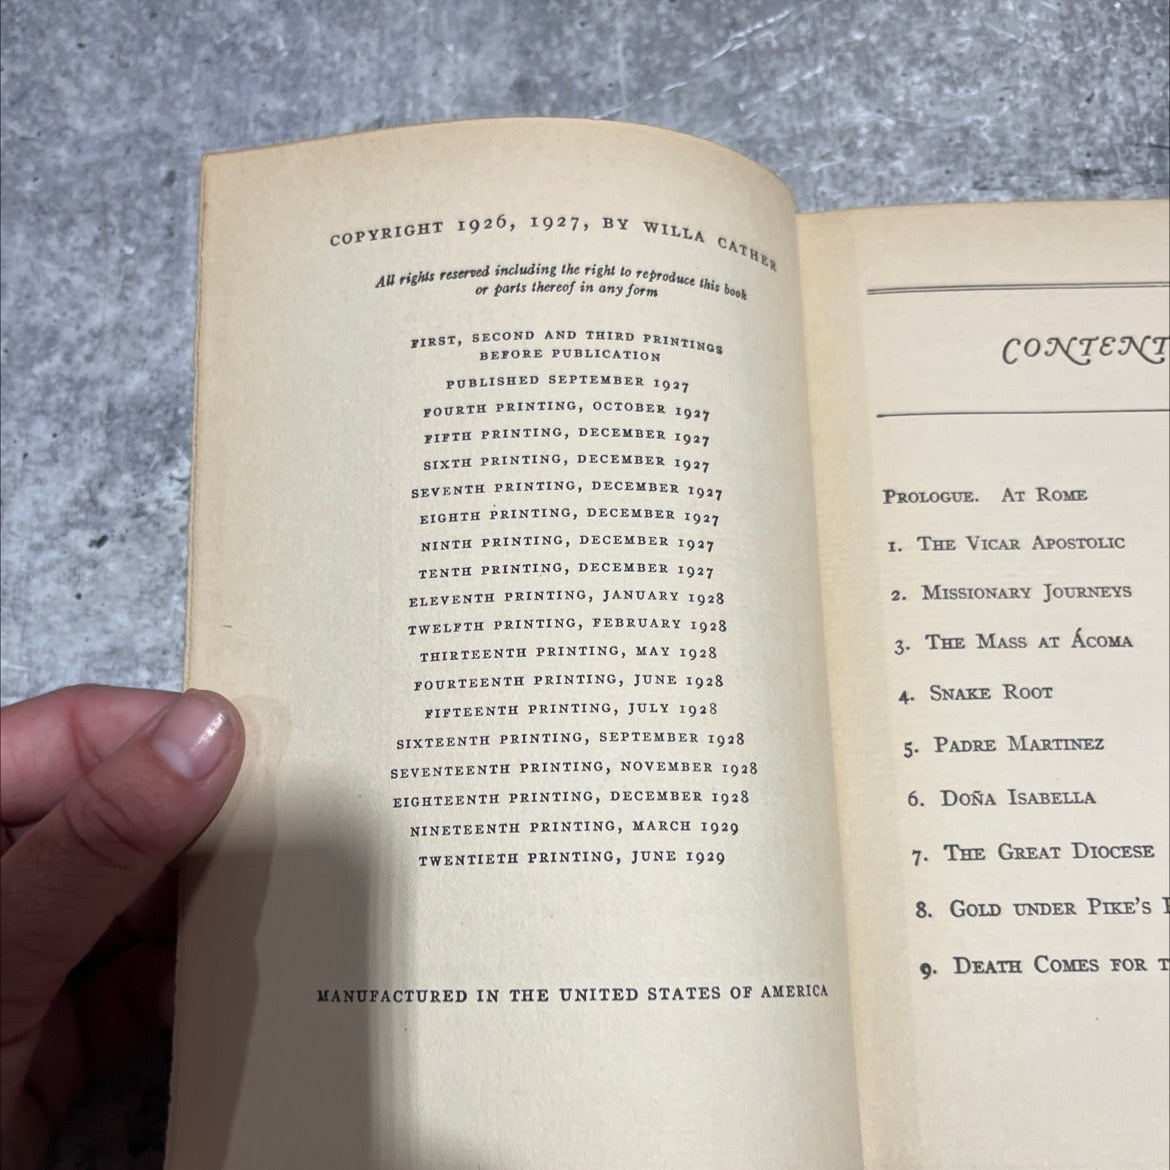 COPYRIGHT 1926, 1927, BY WILLA CATHER
All rights reserved including the right to reproduce this book
or parts thereof in any form
FIRST, SECOND AND THIRD PRINTINGS
BEFORE PUBLICATION
PUBLISHED SEPTEMBER 1927
FOURTH PRINTING, OCTOBER 1927
FIFTH PRINTING, DECEMBER 1927
SIXTH PRINTING, DECEMBER 1927
SEVENTH PRINTING, DECEMBER 1927
EIGHTH PRINTING, DECEMBER 1927
NINTH PRINTING, DECEMBER 1927
TENTH PRINTING, DECEMBER 1927
ELEVENTH PRINTING, JANUARY 1928
TWELFTH PRINTING, FEBRUARY 1928
THIRTEENTH PRINTING, MAY 1928
FOURTEENTH PRINTING, JUNE 1928
FIFTEENTH PRINTING, JULY 1928
SIXTEENTH PRINTING, SEPTEMBER 1928
SEVENTEENTH PRINTING, NOVEMBER 1928
EIGHTEENTH PRINTING, DECEMBER 1928
NINETEENTH PRINTING, MARCH 1929
TWENTIETH PRINTING, JUNE 1929
MANUFACTURED IN THE UNITED STATES OF AMERICA
CONTENT
PROLOGUE. AT ROME
1. THE VICAR APOSTOLIC
2. MISSIONARY JOURNEYS
3. THE MASS AT ÁCOMA
4. SNAKE ROOT
5. PADRE MARTINEZ
6. DOÑA ISABELLA
7. THE GREAT DIOCESE
8. GOLD UNDER PIKE'S
9. DEATH COMES FOR